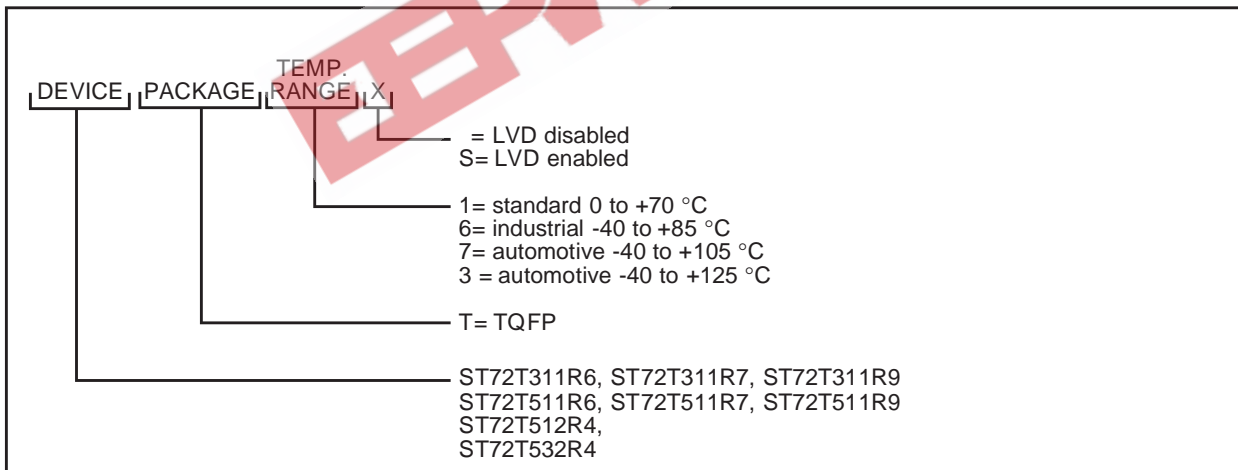 TEMP.
DEVICE PACKAGE RANGE X
= LVD disabled
S= LVD enabled
1= standard 0 to +70 °C
6= industrial -40 to +85 °C
7= automotive -40 to +105 °C
3 = automotive -40 to +125 °C
T= TQFP
ST72T311R6, ST72T311R7, ST72T311R9
ST72T511R6, ST72T511R7, ST72T511R9
ST72T512R4,
ST72T532R4